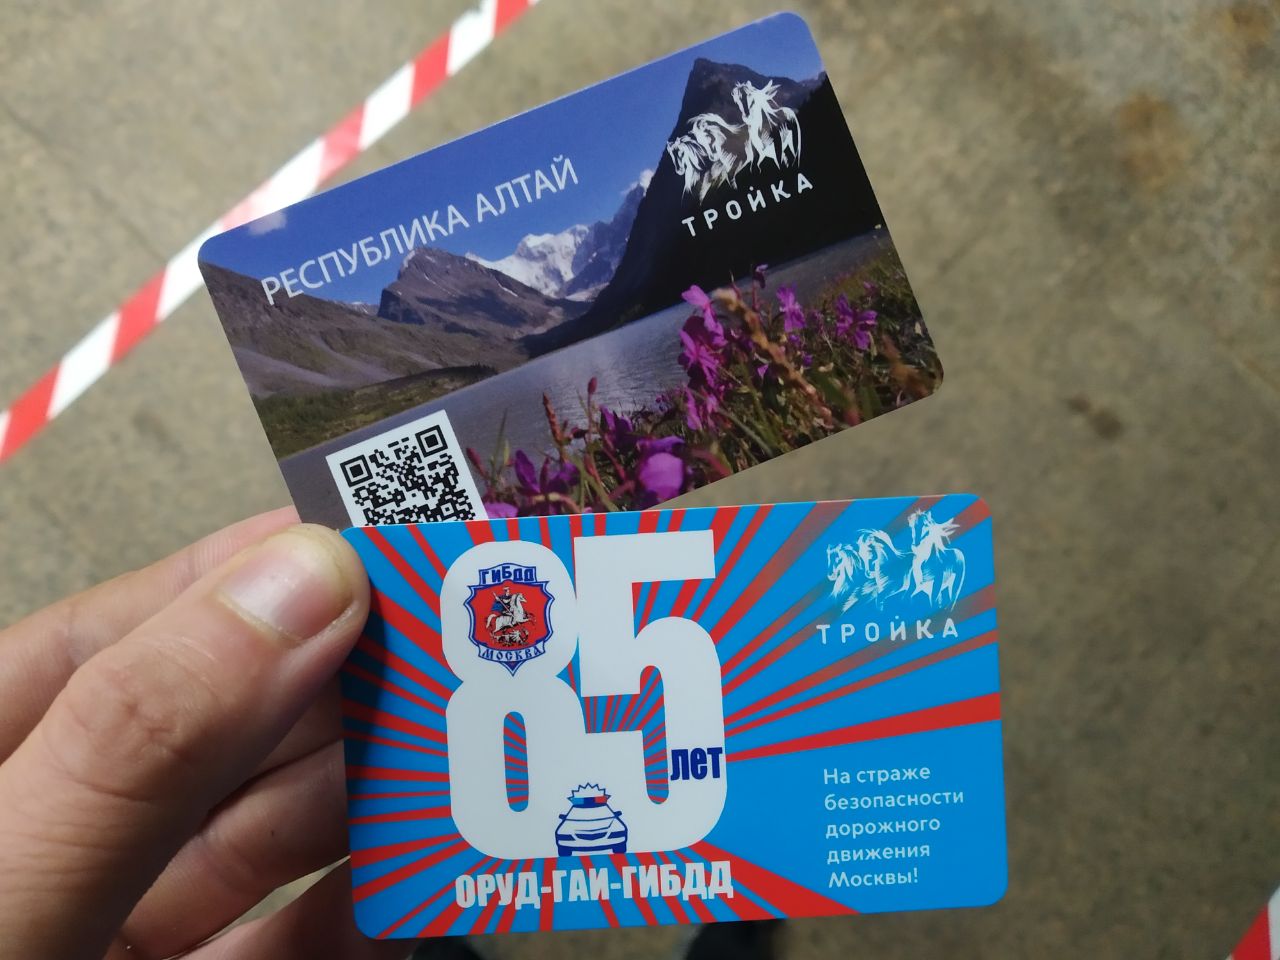 РЕСПУБЛИКА АЛТАЙ
ТРОЙКА
85
ГИБДД
МОСКВА
лет
ОРУД-ГАИ-ГИБДД
ТРОЙКА
На страже
безопасности
дорожного
движения
Москвы!